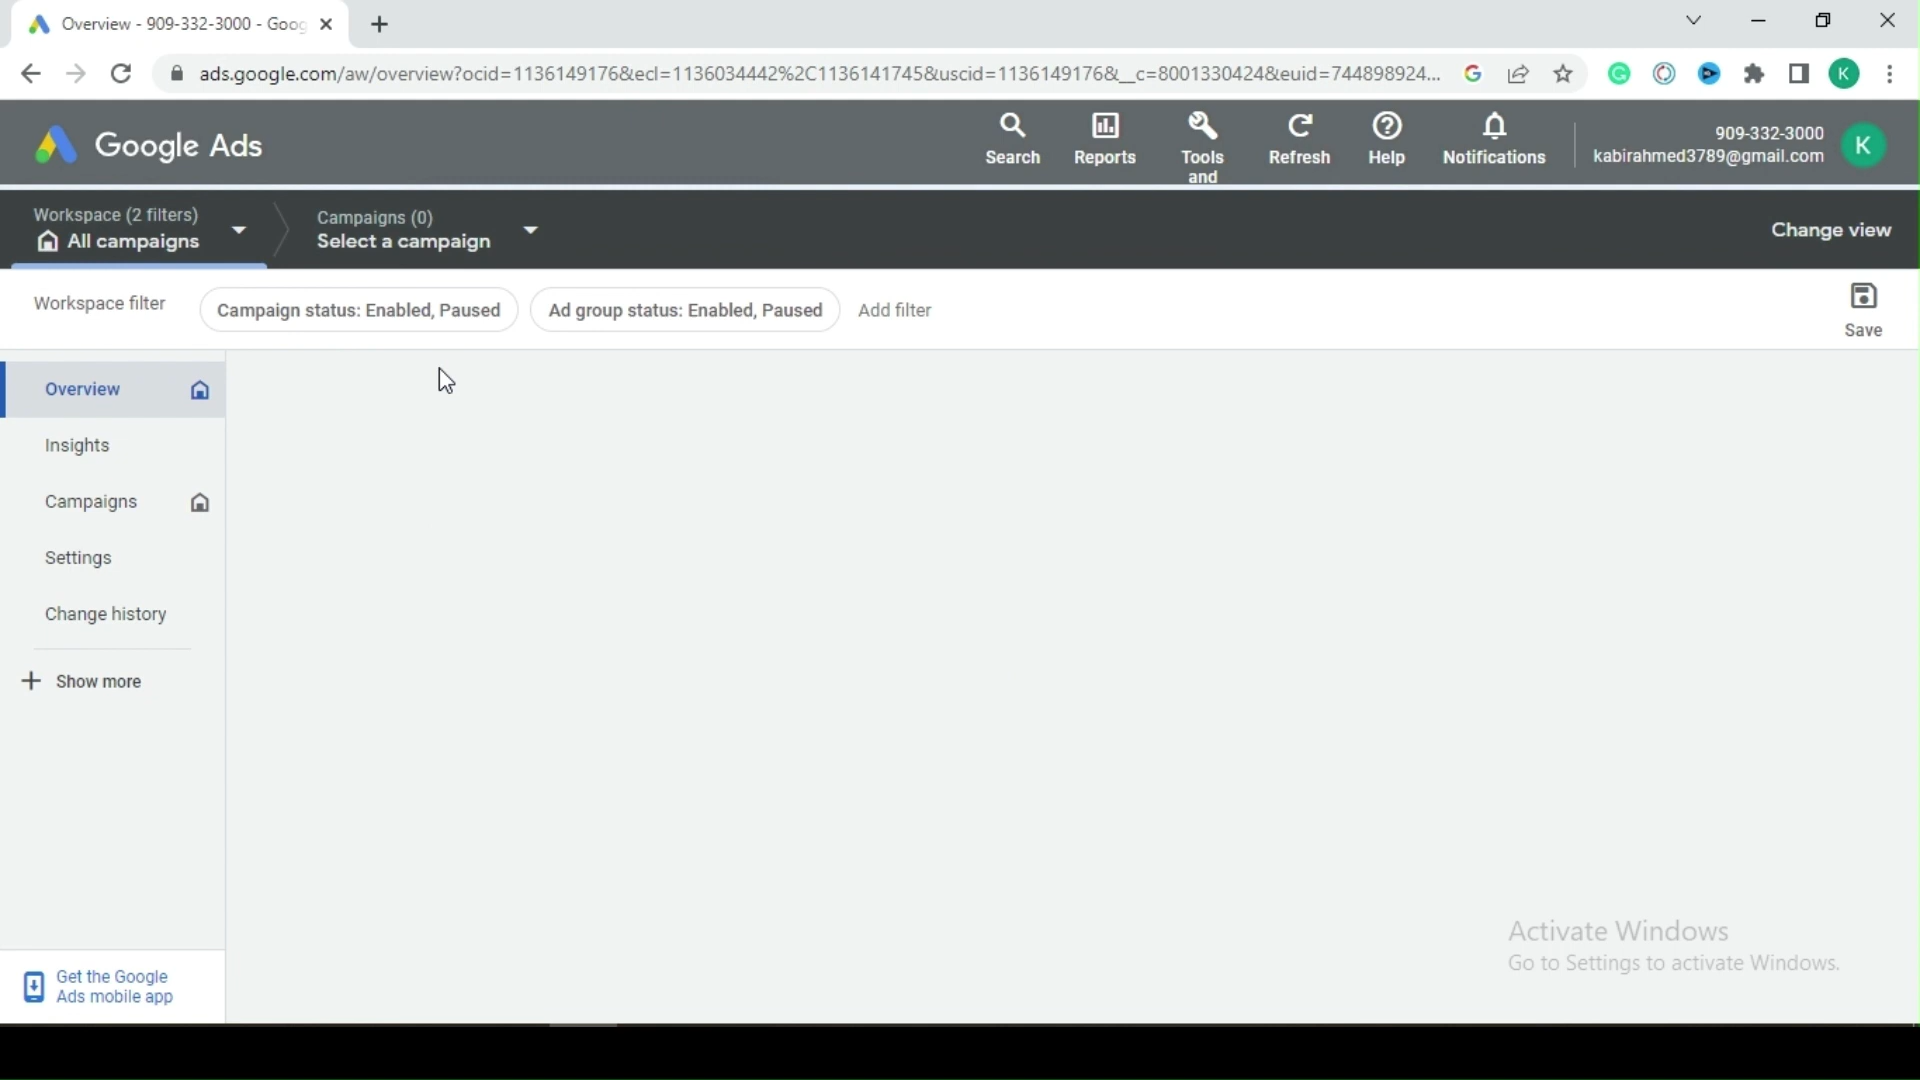 Overview - 909-332-3000 - Goog
ads.google.com/aw/overview?ocid=1136149176&ecl=1136034442%2C1136141745&uscid=1136149176&__c=8001330424&euid=744898924...
Google Ads
Search
Reports
Tools
and
Refresh
Help
Notifications
909-332-3000
kabirahmed3789@gmail.com
K
K
Workspace (2 filters)
All campaigns
Campaigns (0)
Select a campaign
Change view
Workspace filter
Campaign status: Enabled, Paused
Ad group status: Enabled, Paused
Add filter
Save
Overview
Insights
Campaigns
Settings
Change history
Show more
Get the Google
Ads mobile app
Activate Windows
Go to Settings to activate Windows.